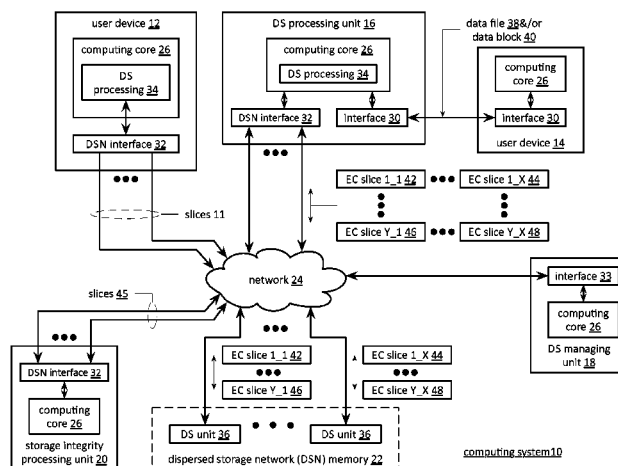 user device 12
computing core 26
DS processing 34
DSN interface 32
slices 11
DS processing unit 16
computing core 26
DS processing 34
DSN interface 32
interface 30
data file 38 &/or
data block 40
computing core 26
interface 30
user device 14
EC slice 1_1 42
EC slice 1_X 44
EC slice Y_1 46
EC slice Y_X 48
network 24
interface 33
computing core 26
DS managing unit 18
slices 45
DSN interface 32
computing core 26
storage integrity processing unit 20
EC slice 1_1 42
EC slice 1_X 44
EC slice Y_1 46
EC slice Y_X 48
DS unit 36
DS unit 36
dispersed storage network (DSN) memory 22
computing system 10